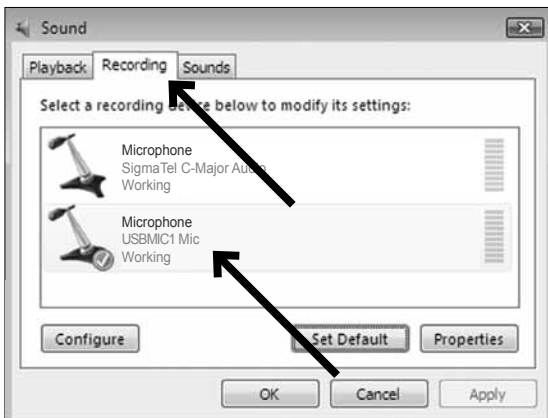 Sound
Playback Recording Sounds
Select a recording device below to modify its settings:
Microphone
SigmaTel C-Major Audio
Working
Microphone
USBMIC1 Mic
Working
Configure Set Default Properties
OK Cancel Apply